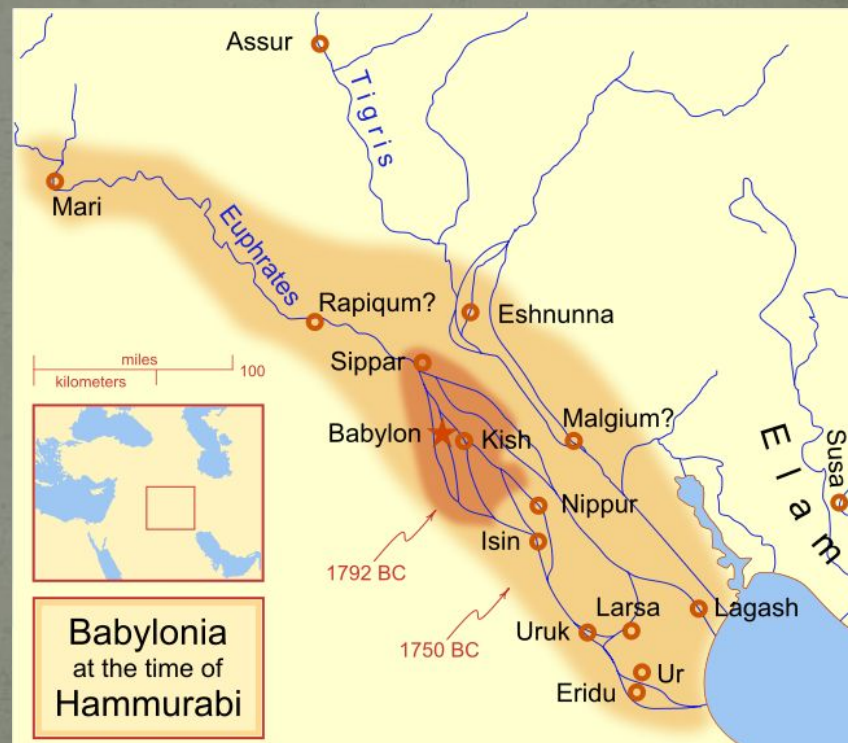 Assur
Tigris
Mari
Euphrates
Rapiqum?
Eshnunna
miles
100
kilometers
Sippar
Babylon
Kish
Malgium?
Elam
Susa
Nippur
Isin
1792 BC
Larsa
Lagash
Uruk
1750 BC
Ur
Eridu
Babylonia
at the time of
Hammurabi